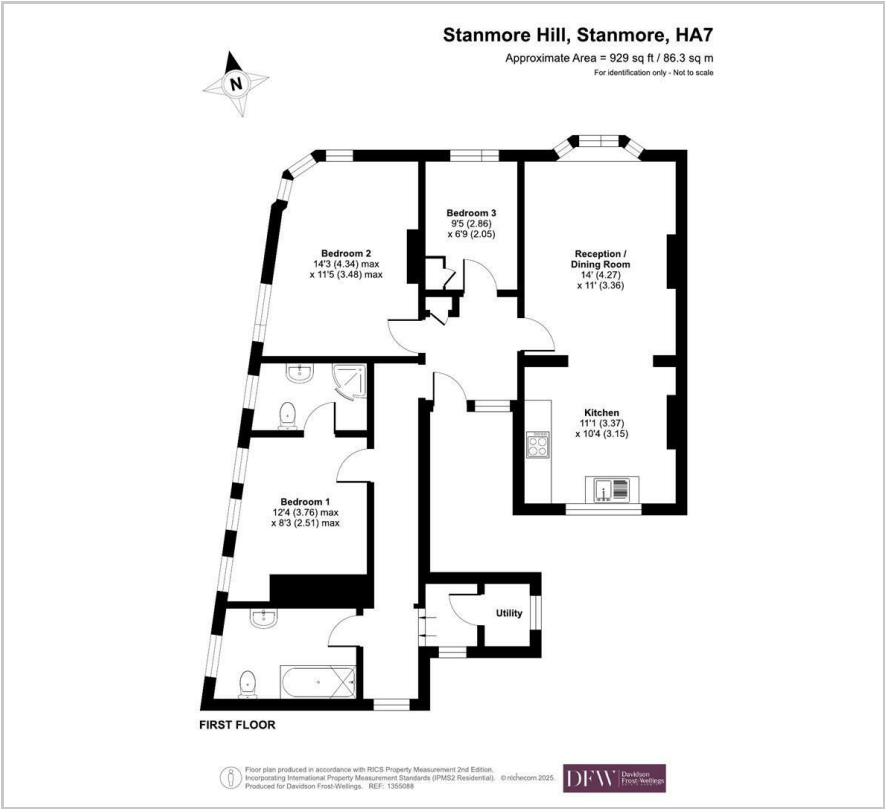 Stanmore Hill, Stanmore, HA7
Approximate Area = 929 sq ft / 86.3 sq m
For identification only - Not to scale
N
Bedroom 3
9'5 (2.86)
x 6'9 (2.05)
Bedroom 2
14'3 (4.34) max
x 11'5 (3.48) max
Reception /
Dining Room
14' (4.27)
x 11' (3.36)
Kitchen
11'1 (3.37)
x 10'4 (3.15)
Bedroom 1
12'4 (3.76) max
x 8'3 (2.51) max
Utility
FIRST FLOOR
Floor plan produced in accordance with RICS Property Measurement 2nd Edition.
Incorporating International Property Measurement Standards (IPMS2 Residential). © nichecom 2025.
Produced for Davidson Frost-Wellings. REF: 1355088
DFW
Davidson
Frost-Wellings